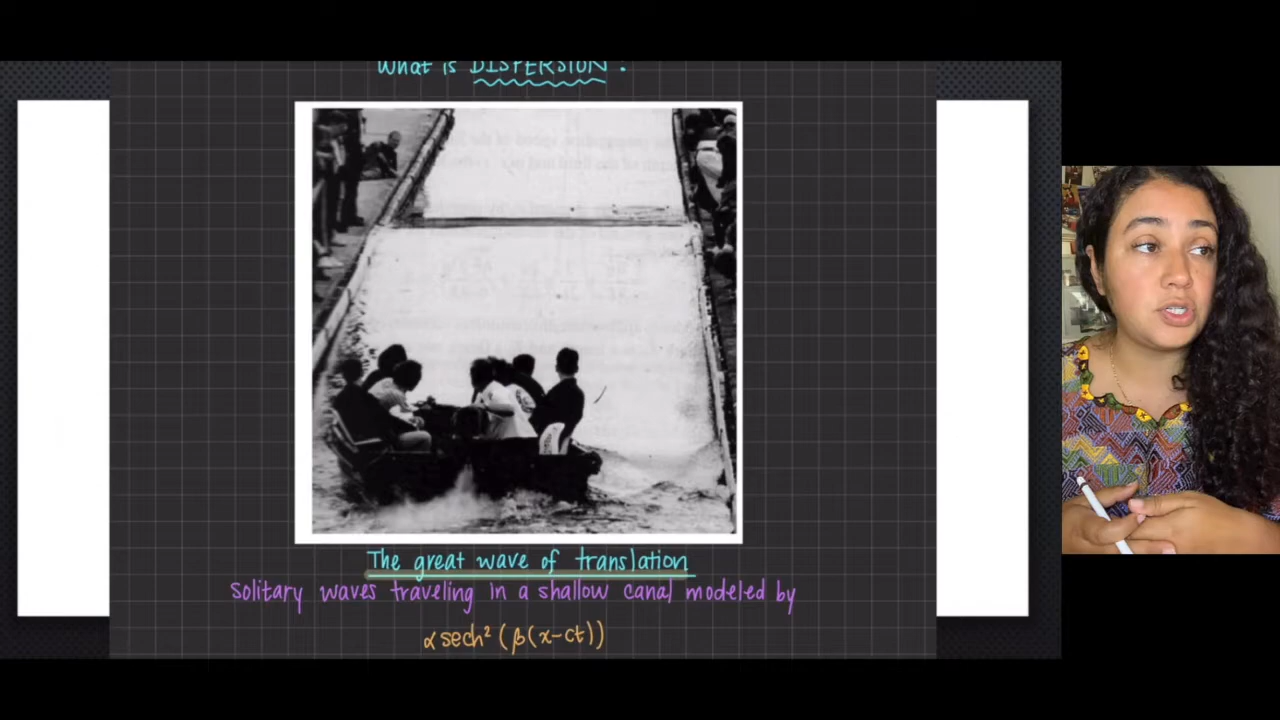 What is DISPERSION.
The great wave of translation
Solitary waves traveling in a shallow canal modeled by
α sech² (β(x-ct))